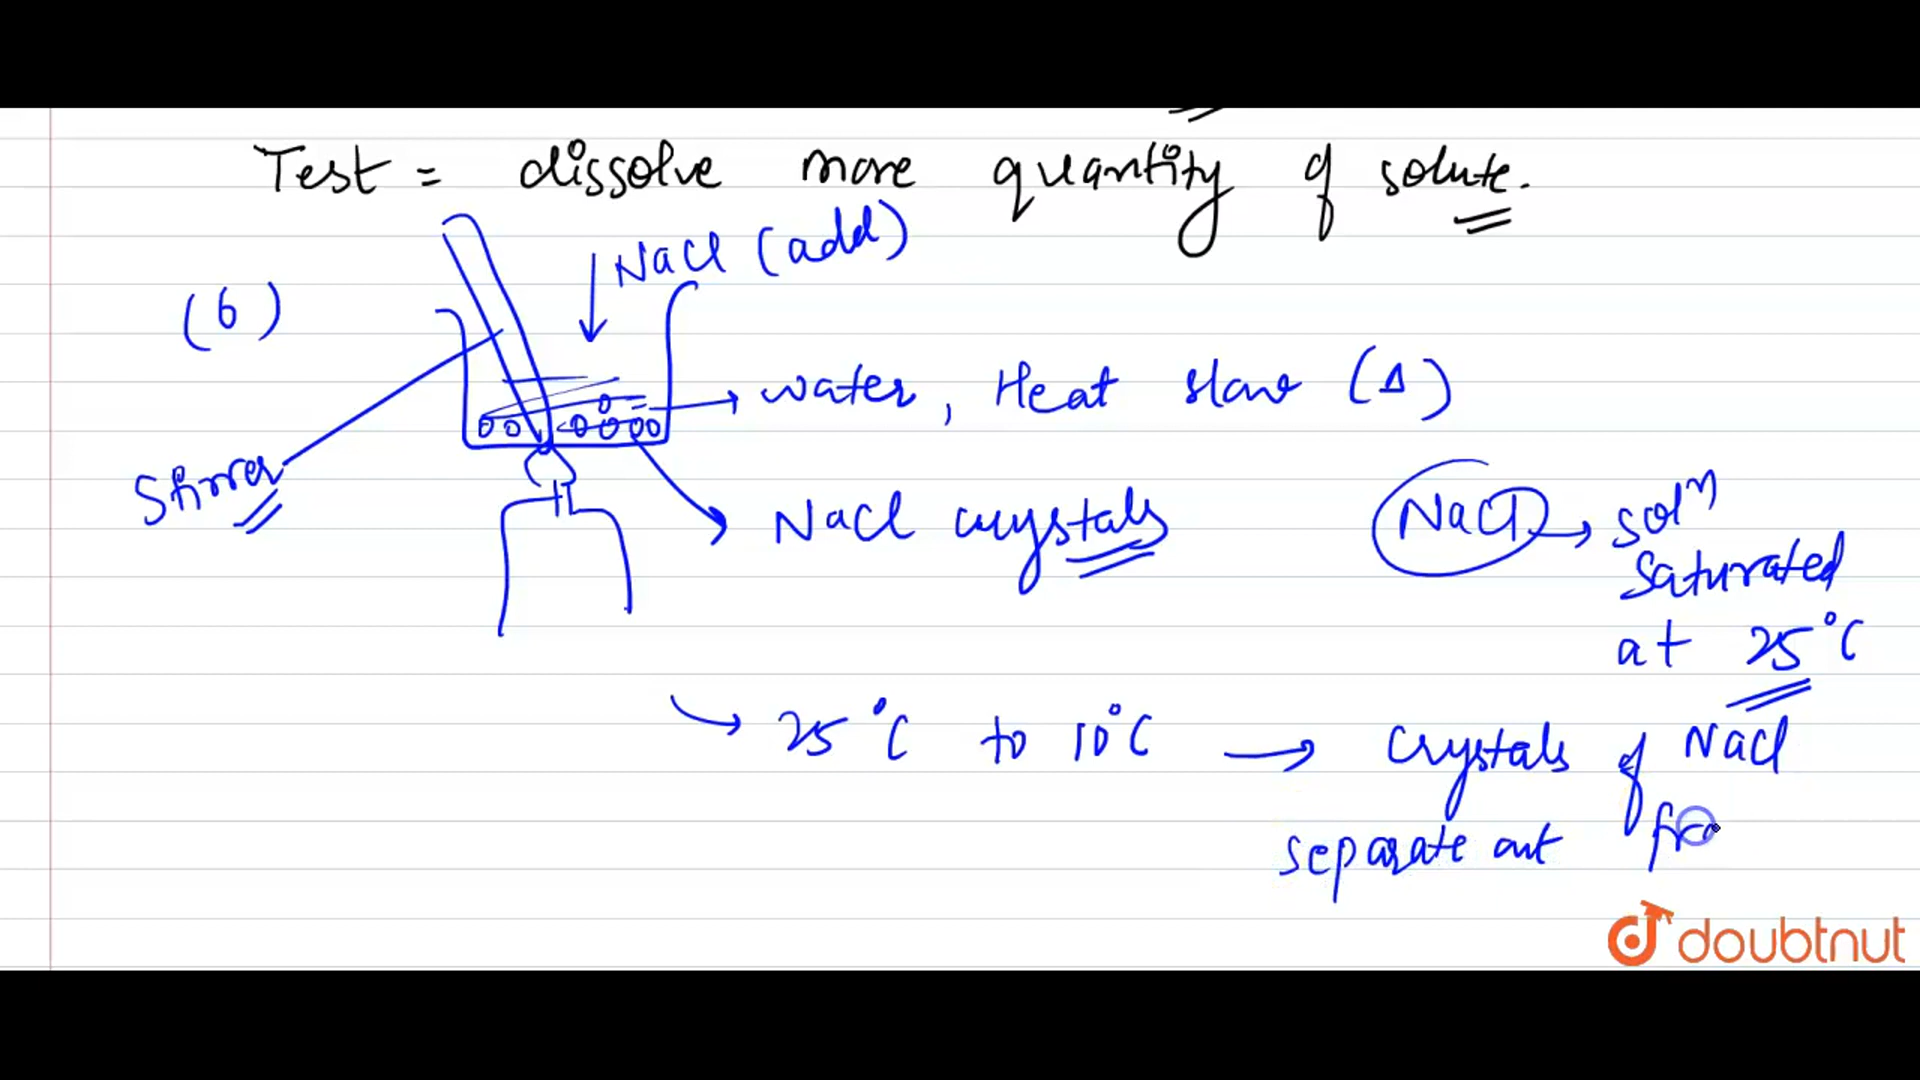 Test = dissolve more quantity of solute.
NaCl (add)
(6)
water, Heat slow (Δ)
Stirrer
NaCl crystals
NaCl → solⁿ
saturated
at 25°C
→ 25°C to 10°C → Crystals of NaCl
separate out
doubtnut